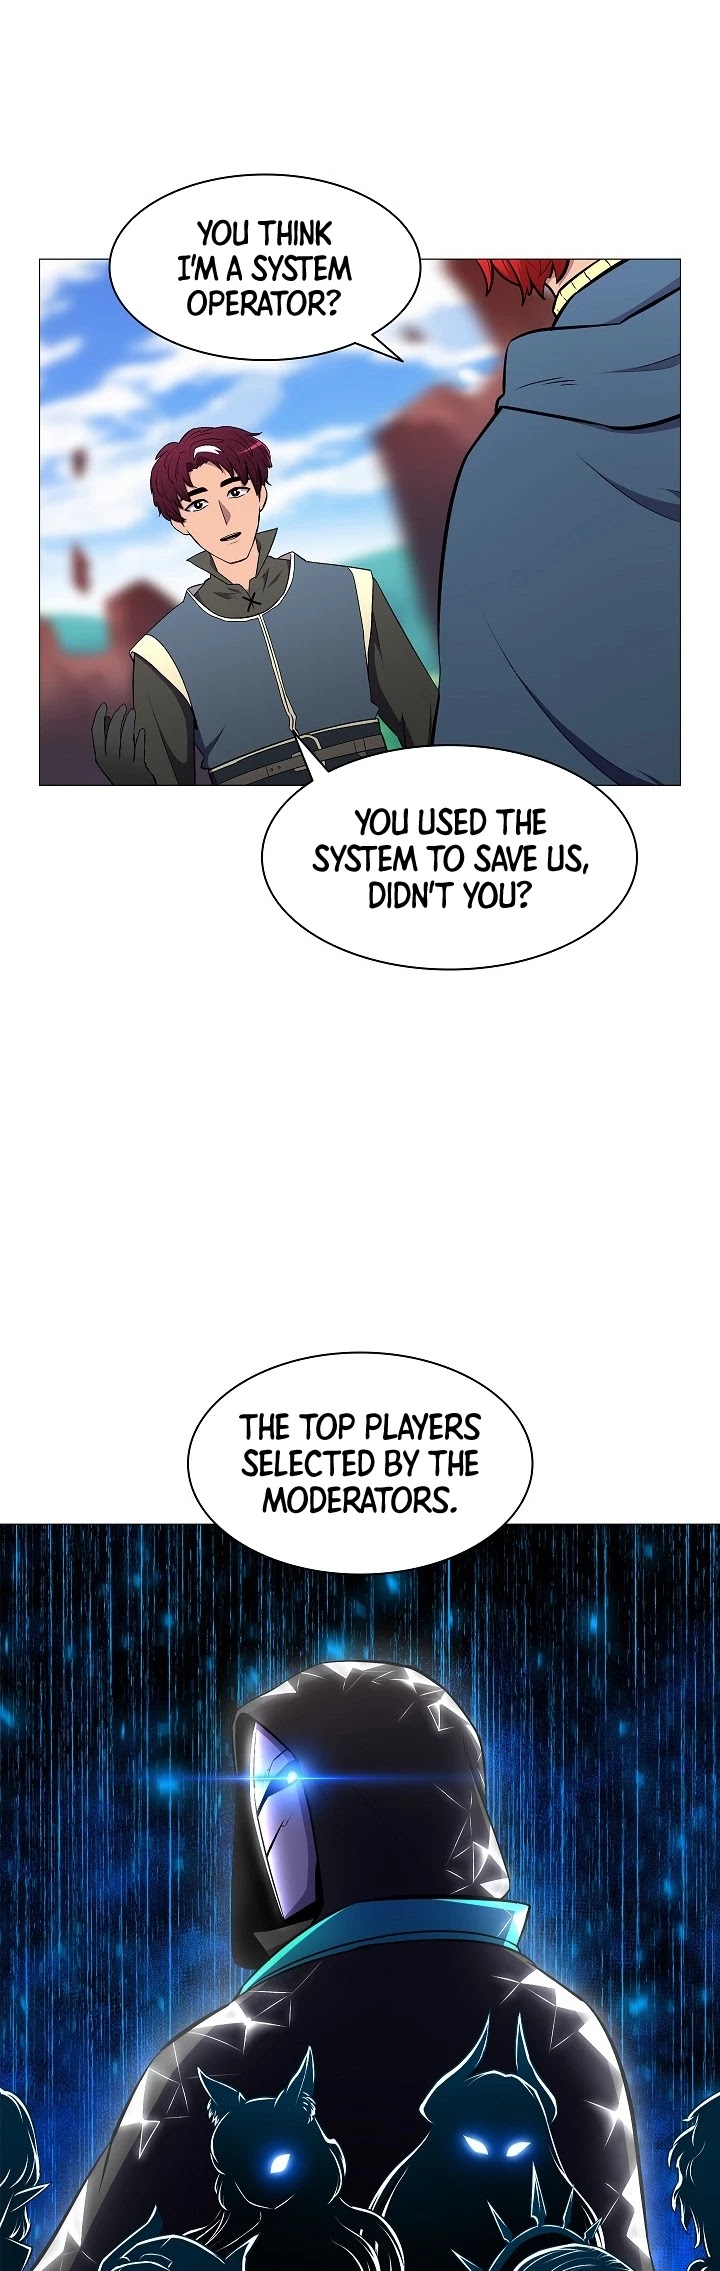 YOU THINK
I'M A SYSTEM
OPERATOR?
YOU USED THE
SYSTEM TO SAVE US,
DIDN'T YOU?
THE TOP PLAYERS
SELECTED BY THE
MODERATORS.